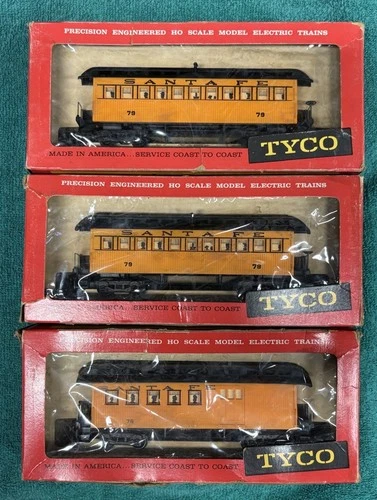 PRECISION ENGINEERED HO SCALE MODEL ELECTRIC TRAINS
SANTA FE
79 79
MADE IN AMERICA...SERVICE COAST TO COAST
TYCO
PRECISION ENGINEERED HO SCALE MODEL ELECTRIC TRAINS
SANTA FE
79 79
AMERICA...SERVICE COAST TO COAST
TYCO
PRECISION ENGINEERED HO SCALE MODEL ELECTRIC TRAINS
SANTA FE
MADE IN AMERICA...SERVICE COAST TO COAST
TYCO